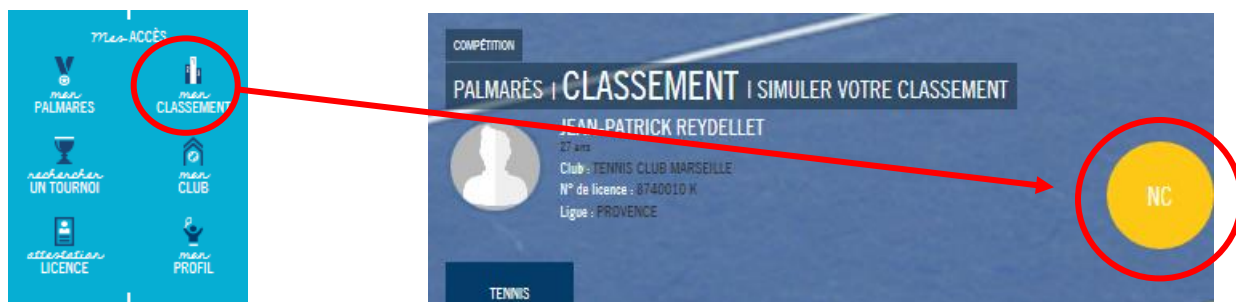 Mes ACCÈS
mon
PALMARES
mon
CLASSEMENT
rechercher
UN TOURNOI
mon
CLUB
attestation
LICENCE
mon
PROFIL
COMPÉTITION
PALMARÈS | CLASSEMENT | SIMULER VOTRE CLASSEMENT
JEAN-PATRICK REYDELLET
27 ans
Club : TENNIS CLUB MARSEILLE
N° de licence : 8740010 K
Ligue : PROVENCE
NC
TENNIS